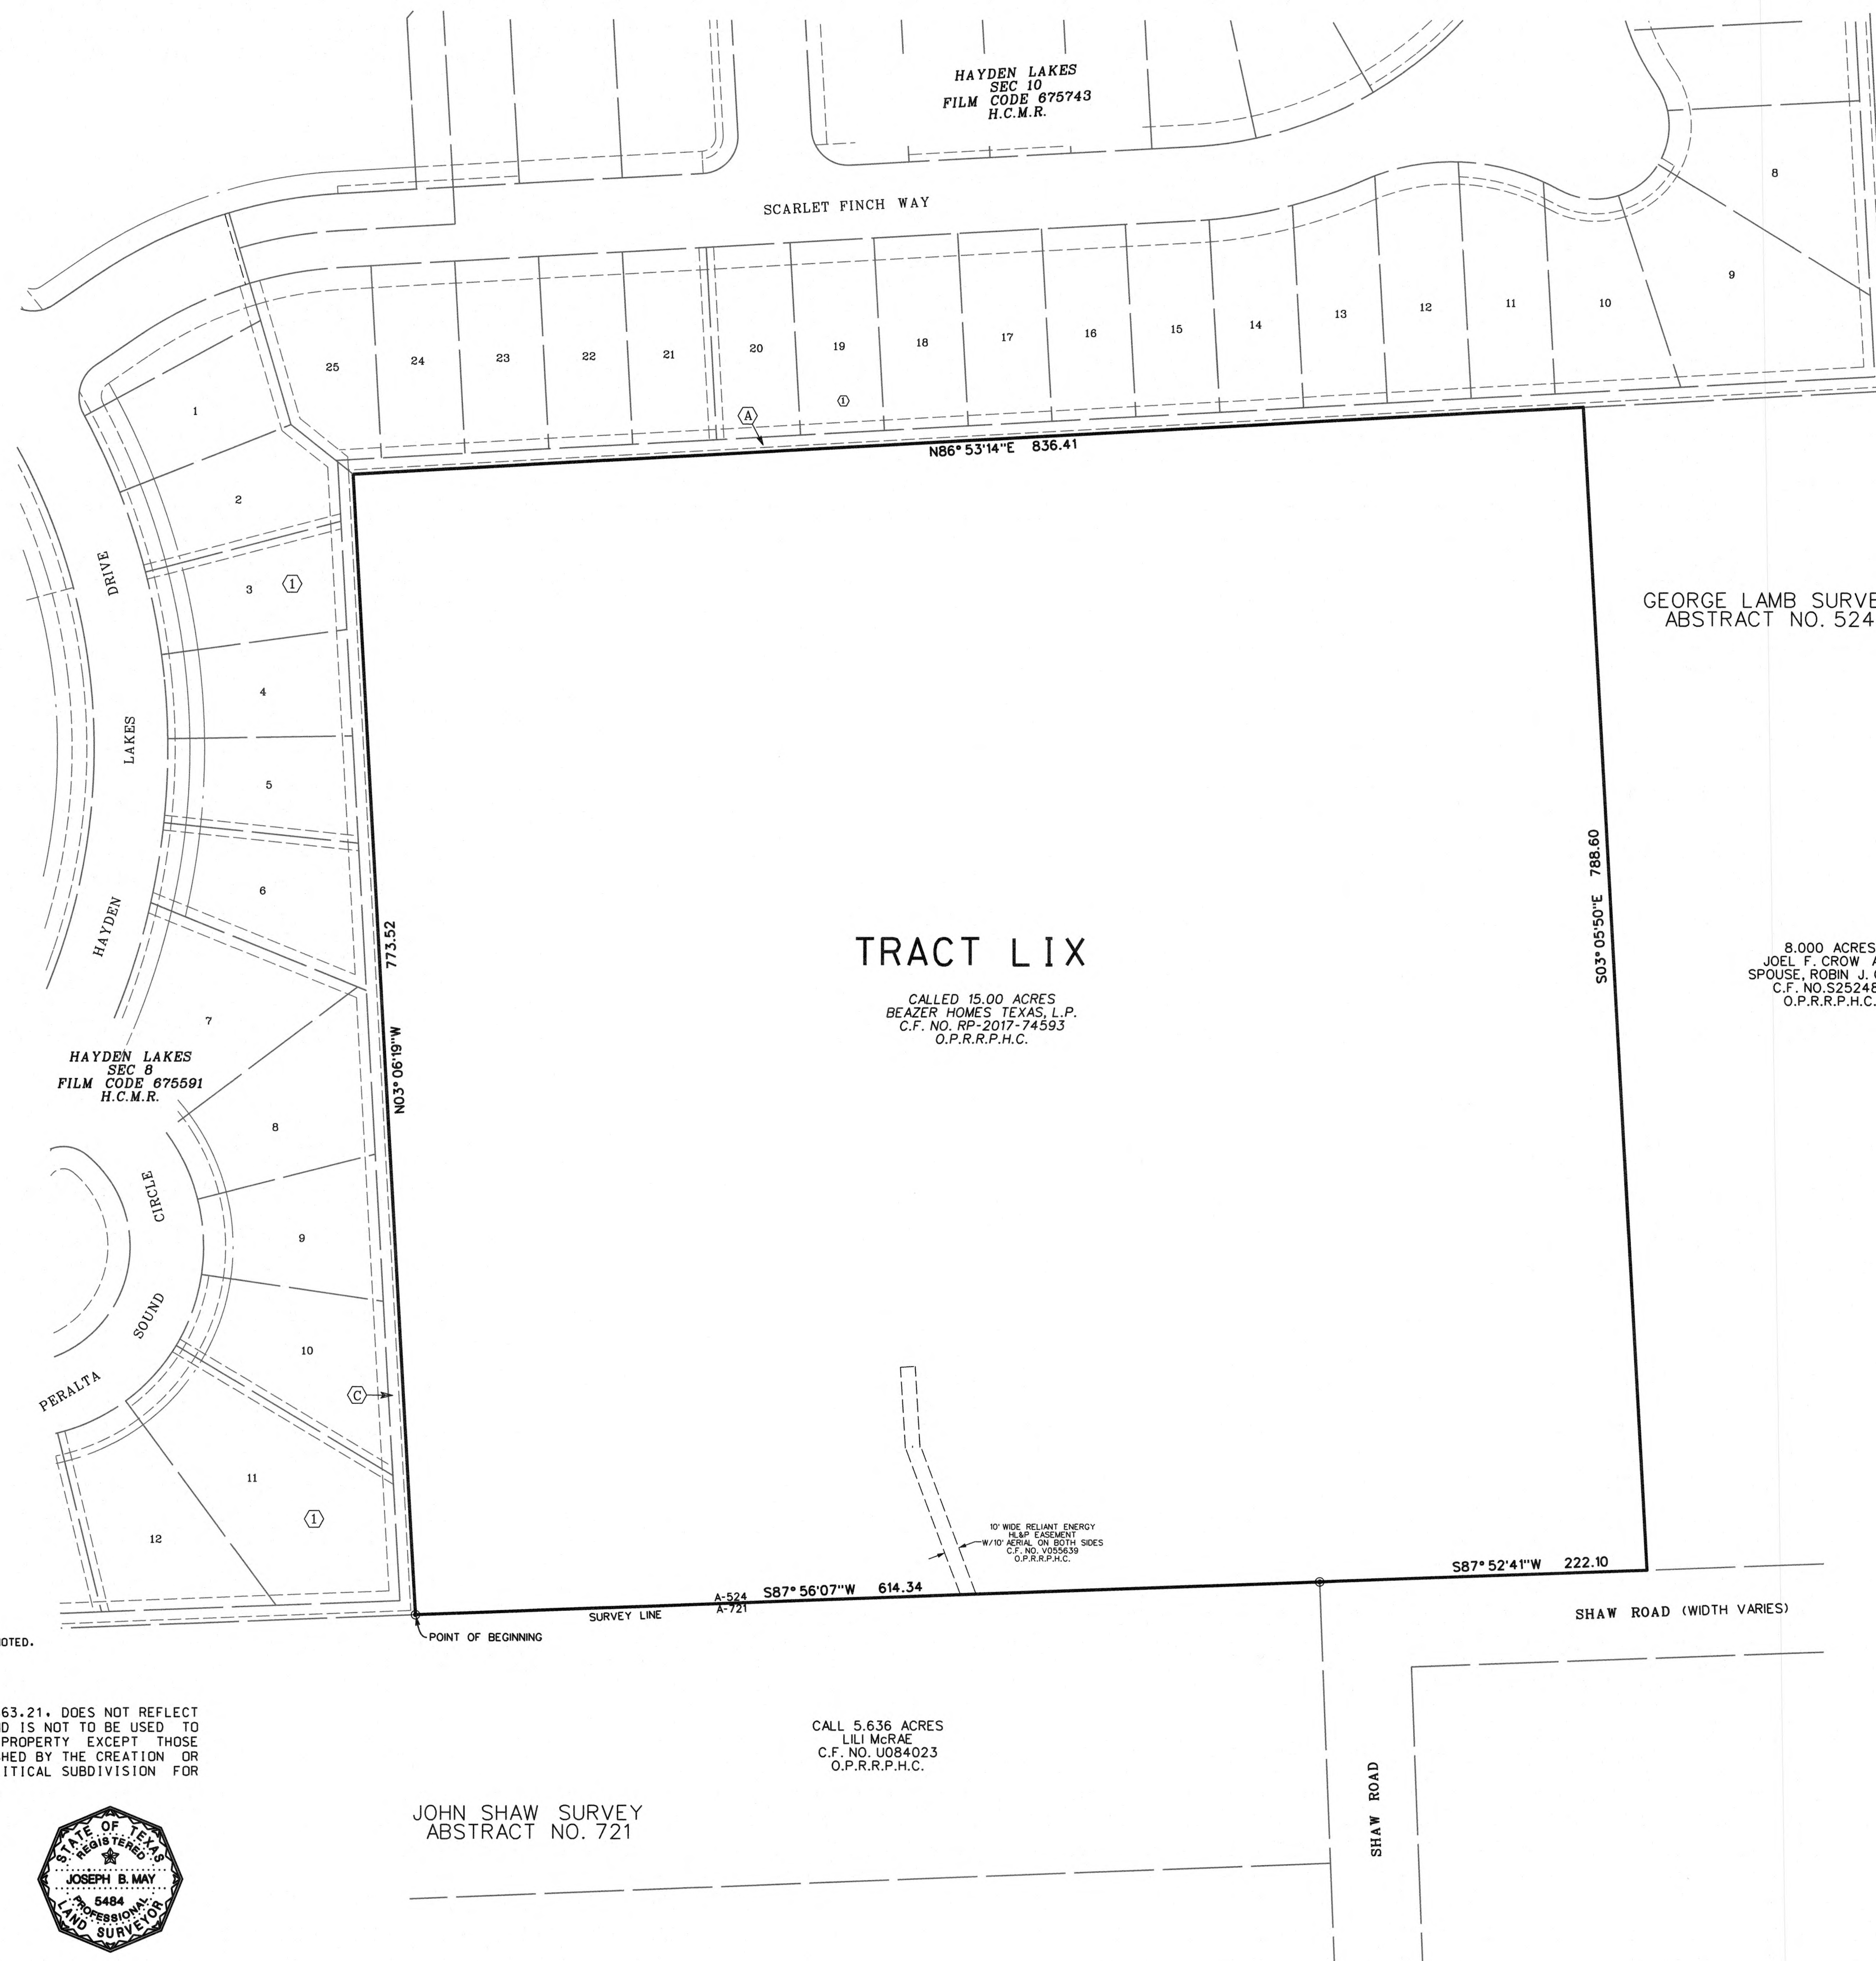 HAYDEN LAKES
SEC 10
FILM CODE 675743
H.C.M.R.
SCARLET FINCH WAY
8
9
10
11
12
13
14
15
16
17
18
19
20
21
22
23
24
25
1
A
N86°53'14"E 836.41
1
2
3
1
4
5
6
7
8
9
10
11
12
1
C
HAYDEN LAKES DRIVE
HAYDEN LAKES
SEC 8
FILM CODE 675591
H.C.M.R.
PERALTA SOUND CIRCLE
773.52
N03°06'19"W
GEORGE LAMB SURVE
ABSTRACT NO. 524
788.60
S03°05'50"E
8.000 ACRES
JOEL F. CROW A
SPOUSE, ROBIN J.
C.F. NO.S25248
O.P.R.R.P.H.C.
TRACT LIX
CALLED 15.00 ACRES
BEAZER HOMES TEXAS, L.P.
C.F. NO. RP-2017-74593
O.P.R.R.P.H.C.
10' WIDE RELIANT ENERGY
HL&P EASEMENT
W/10' AERIAL ON BOTH SIDES
C.F. NO. V055639
O.P.R.R.P.H.C.
S87°52'41"W 222.10
A-524
S87°56'07"W 614.34
A-721
SURVEY LINE
POINT OF BEGINNING
SHAW ROAD (WIDTH VARIES)
OTED.
63.21. DOES NOT REFLECT
D IS NOT TO BE USED TO
PROPERTY EXCEPT THOSE
HED BY THE CREATION OR
ITICAL SUBDIVISION FOR
CALL 5.636 ACRES
LILI McRAE
C.F. NO. U084023
O.P.R.R.P.H.C.
SHAW ROAD
JOHN SHAW SURVEY
ABSTRACT NO. 721
STATE OF TEXAS
REGISTERED
JOSEPH B. MAY
5484
PROFESSIONAL
LAND SURVEYOR